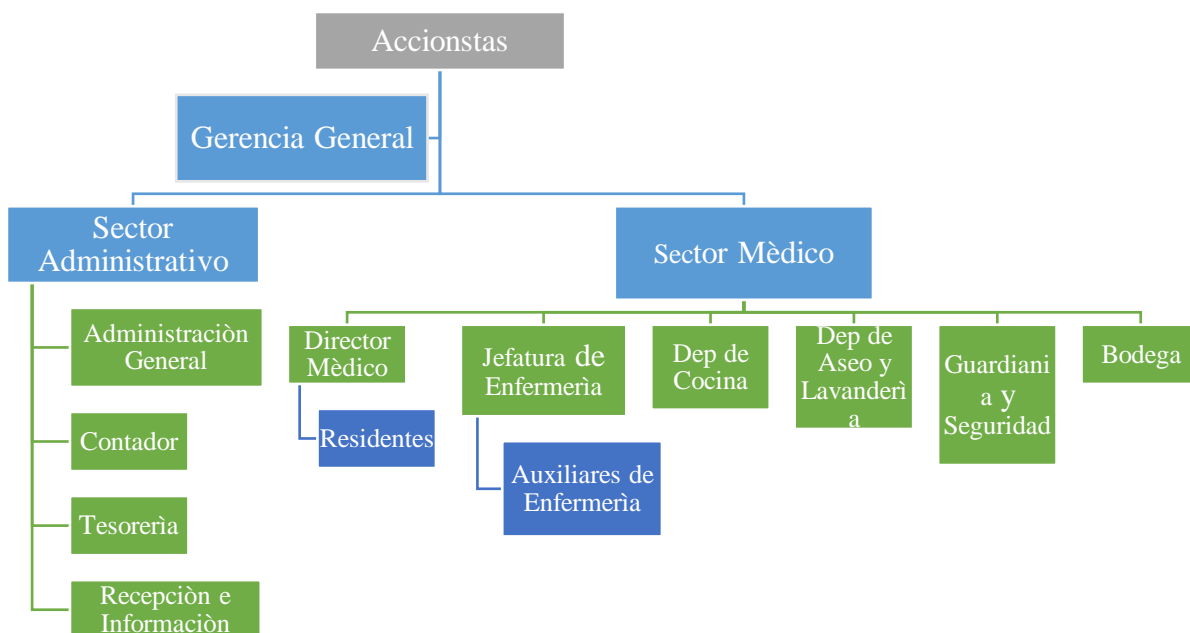 Accionstas
Gerencia General
Sector
Administrativo
Sector Mèdico
Administraciòn
General
Contador
Tesorerìa
Recepciòn e
Informaciòn
Director
Mèdico
Residentes
Jefatura de
Enfermerìa
Auxiliares de
Enfermerìa
Dep de
Cocina
Dep de
Aseo y
Lavanderì
a
Guardiani
a y
Seguridad
Bodega